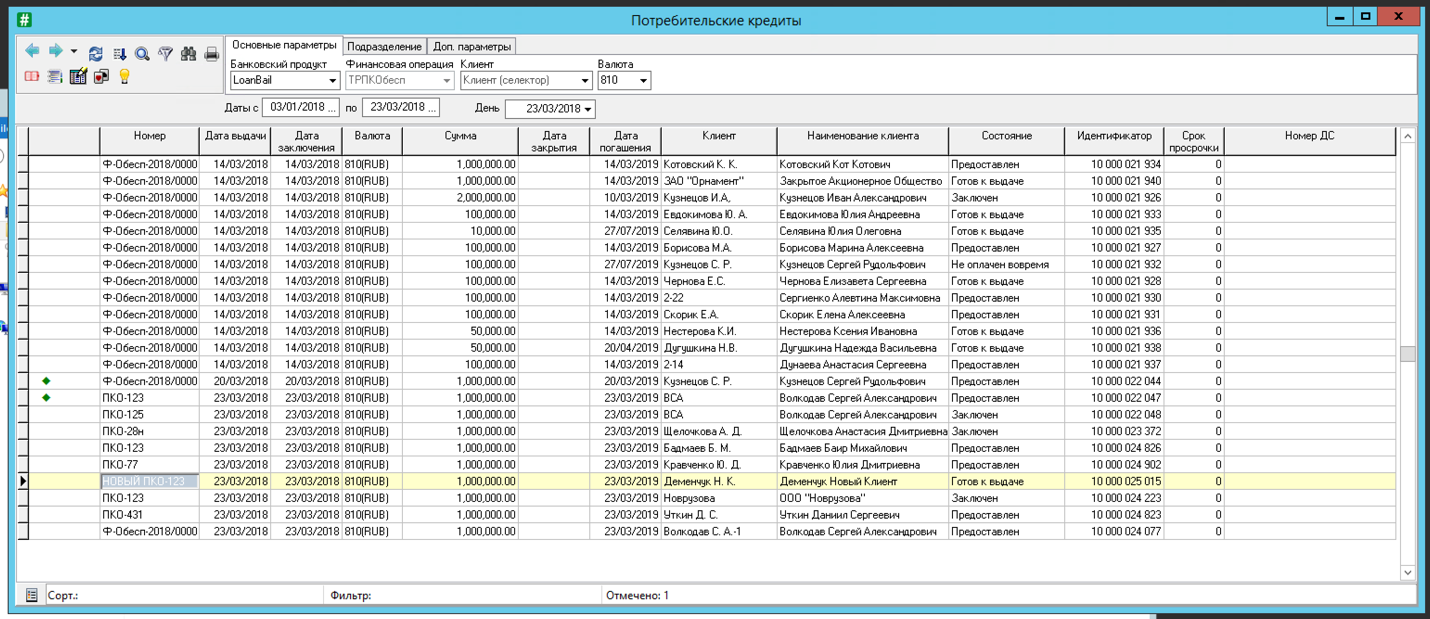 #
Потребительские кредиты
Основные параметры Подразделение Доп. параметры
Банковский продукт Финансовая операция Клиент Валюта
LoanBail ТРПКОбесп Клиент (селектор) 810
Даты с 03/01/2018 ... по 23/03/2018 ... День 23/03/2018
Номер Дата выдачи Дата заключения Валюта Сумма Дата закрытия Дата погашения Клиент Наименование клиента Состояние Идентификатор Срок просрочки Номер ДС
Ф-Обесп-2018/0000 14/03/2018 14/03/2018 810(RUB) 1,000,000.00 14/03/2019 Котовский К. К. Котовский Кот Котович Предоставлен 10 000 021 934 0
Ф-Обесп-2018/0000 14/03/2018 14/03/2018 810(RUB) 1,000,000.00 14/03/2019 ЗАО "Орнамент" Закрытое Акционерное Общество Готов к выдаче 10 000 021 940 0
Ф-Обесп-2018/0000 14/03/2018 14/03/2018 810(RUB) 2,000,000.00 10/03/2019 Кузнецов И.А, Кузнецов Иван Александрович Заключен 10 000 021 926 0
Ф-Обесп-2018/0000 14/03/2018 14/03/2018 810(RUB) 100,000.00 14/03/2019 Евдокимова Ю. А. Евдокимова Юлия Андреевна Готов к выдаче 10 000 021 933 0
Ф-Обесп-2018/0000 14/03/2018 14/03/2018 810(RUB) 10,000.00 27/07/2019 Селявина Ю.О. Селявина Юлия Олеговна Готов к выдаче 10 000 021 935 0
Ф-Обесп-2018/0000 14/03/2018 14/03/2018 810(RUB) 100,000.00 14/03/2019 Борисова М.А. Борисова Марина Алексеевна Предоставлен 10 000 021 927 0
Ф-Обесп-2018/0000 14/03/2018 14/03/2018 810(RUB) 100,000.00 27/07/2019 Кузнецов С. Р. Кузнецов Сергей Рудольфович Не оплачен вовремя 10 000 021 932 0
Ф-Обесп-2018/0000 14/03/2018 14/03/2018 810(RUB) 100,000.00 14/03/2019 Чернова Е.С. Чернова Елизавета Сергеевна Готов к выдаче 10 000 021 928 0
Ф-Обесп-2018/0000 14/03/2018 14/03/2018 810(RUB) 100,000.00 14/03/2019 2-22 Сергиенко Алевтина Максимовна Предоставлен 10 000 021 930 0
Ф-Обесп-2018/0000 14/03/2018 14/03/2018 810(RUB) 100,000.00 14/03/2019 Скорик Е.А. Скорик Елена Алексеевна Предоставлен 10 000 021 931 0
Ф-Обесп-2018/0000 14/03/2018 14/03/2018 810(RUB) 50,000.00 14/03/2019 Нестерова К.И. Нестерова Ксения Ивановна Готов к выдаче 10 000 021 936 0
Ф-Обесп-2018/0000 14/03/2018 14/03/2018 810(RUB) 50,000.00 20/04/2019 Дугушкина Н.В. Дугушкина Надежда Васильевна Готов к выдаче 10 000 021 938 0
Ф-Обесп-2018/0000 14/03/2018 14/03/2018 810(RUB) 100,000.00 14/03/2019 2-14 Дунаева Анастасия Сергеевна Предоставлен 10 000 021 937 0
Ф-Обесп-2018/0000 20/03/2018 20/03/2018 810(RUB) 1,000,000.00 20/03/2019 Кузнецов С. Р. Кузнецов Сергей Рудольфович Предоставлен 10 000 022 044 0
ПКО-123 23/03/2018 23/03/2018 810(RUB) 1,000,000.00 23/03/2019 ВСА Волкодав Сергей Александрович Предоставлен 10 000 022 047 0
ПКО-125 23/03/2018 23/03/2018 810(RUB) 1,000,000.00 23/03/2019 ВСА Волкодав Сергей Александрович Заключен 10 000 022 048 0
ПКО-28н 23/03/2018 23/03/2018 810(RUB) 1,000,000.00 23/03/2019 Щелочкова А. Д. Щелочкова Анастасия Дмитриевна Заключен 10 000 023 372 0
ПКО-123 23/03/2018 23/03/2018 810(RUB) 1,000,000.00 23/03/2019 Бадмаев Б. М. Бадмаев Баир Михайлович Предоставлен 10 000 024 826 0
ПКО-77 23/03/2018 23/03/2018 810(RUB) 1,000,000.00 23/03/2019 Кравченко Ю. Д. Кравченко Юлия Дмитриевна Предоставлен 10 000 024 902 0
НОВЫЙ ПКО-123 23/03/2018 23/03/2018 810(RUB) 1,000,000.00 23/03/2019 Деменчук Н. К. Деменчук Новый Клиент Готов к выдаче 10 000 025 015 0
ПКО-123 23/03/2018 23/03/2018 810(RUB) 1,000,000.00 23/03/2019 Новрузова ООО "Новрузова" Заключен 10 000 024 223 0
ПКО-431 23/03/2018 23/03/2018 810(RUB) 1,000,000.00 23/03/2019 Уткин Д. С. Уткин Даниил Сергеевич Предоставлен 10 000 024 823 0
Ф-Обесп-2018/0000 23/03/2018 23/03/2018 810(RUB) 1,000,000.00 23/03/2019 Волкодав С. А.-1 Волкодав Сергей Александрович Предоставлен 10 000 024 077 0
Сорт.: Фильтр: Отмечено: 1